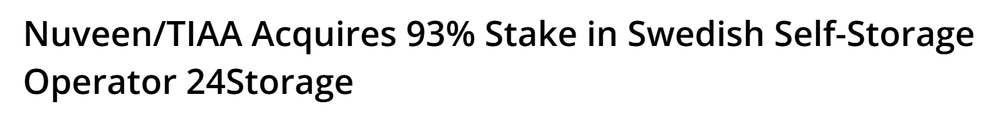 Nuveen/TIAA Acquires 93% Stake in Swedish Self-Storage
Operator 24Storage